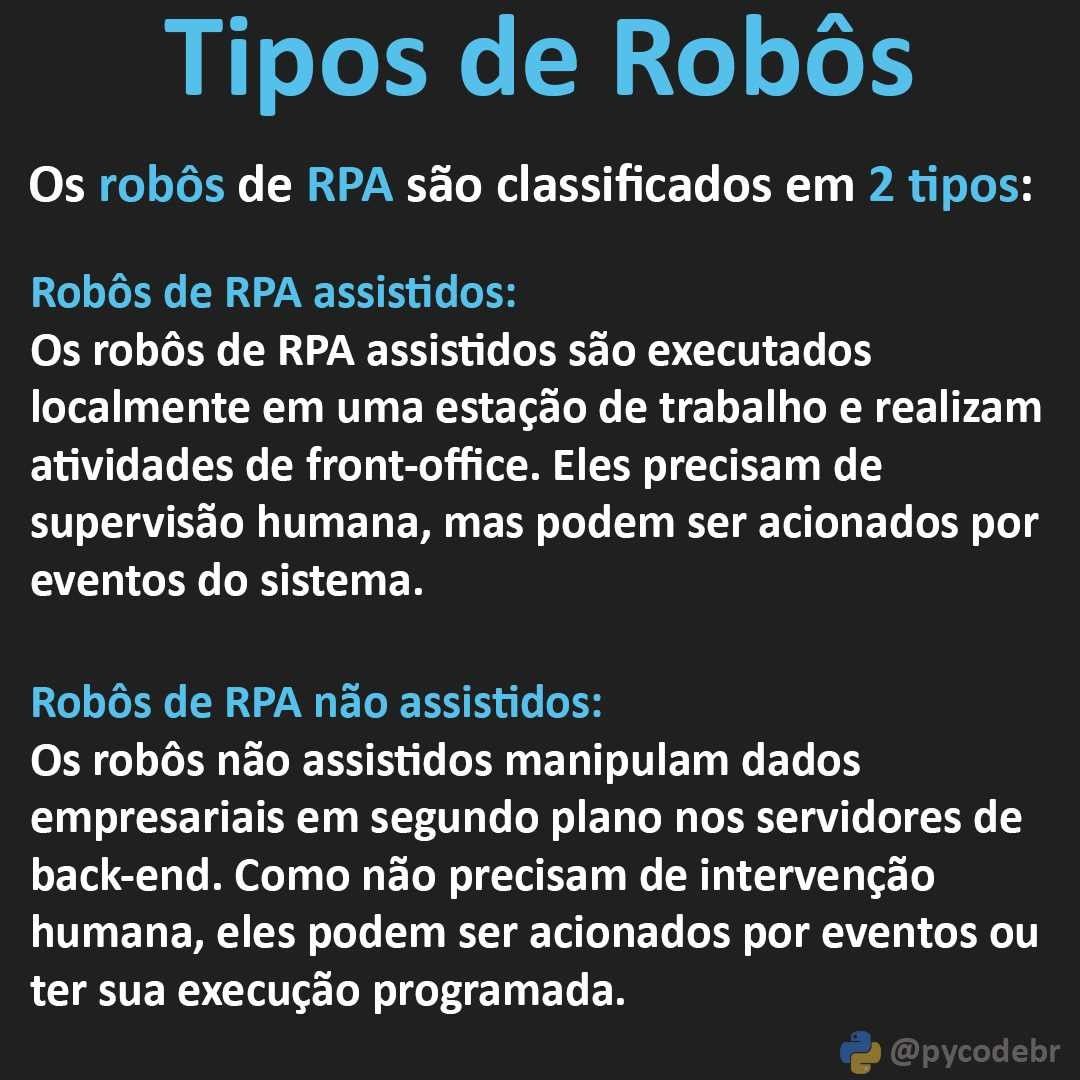 Tipos de Robôs
Os robôs de RPA são classificados em 2 tipos:
Robôs de RPA assistidos:
Os robôs de RPA assistidos são executados
localmente em uma estação de trabalho e realizam
atividades de front-office. Eles precisam de
supervisão humana, mas podem ser acionados por
eventos do sistema.
Robôs de RPA não assistidos:
Os robôs não assistidos manipulam dados
empresariais em segundo plano nos servidores de
back-end. Como não precisam de intervenção
humana, eles podem ser acionados por eventos ou
ter sua execução programada.
@pycodebr